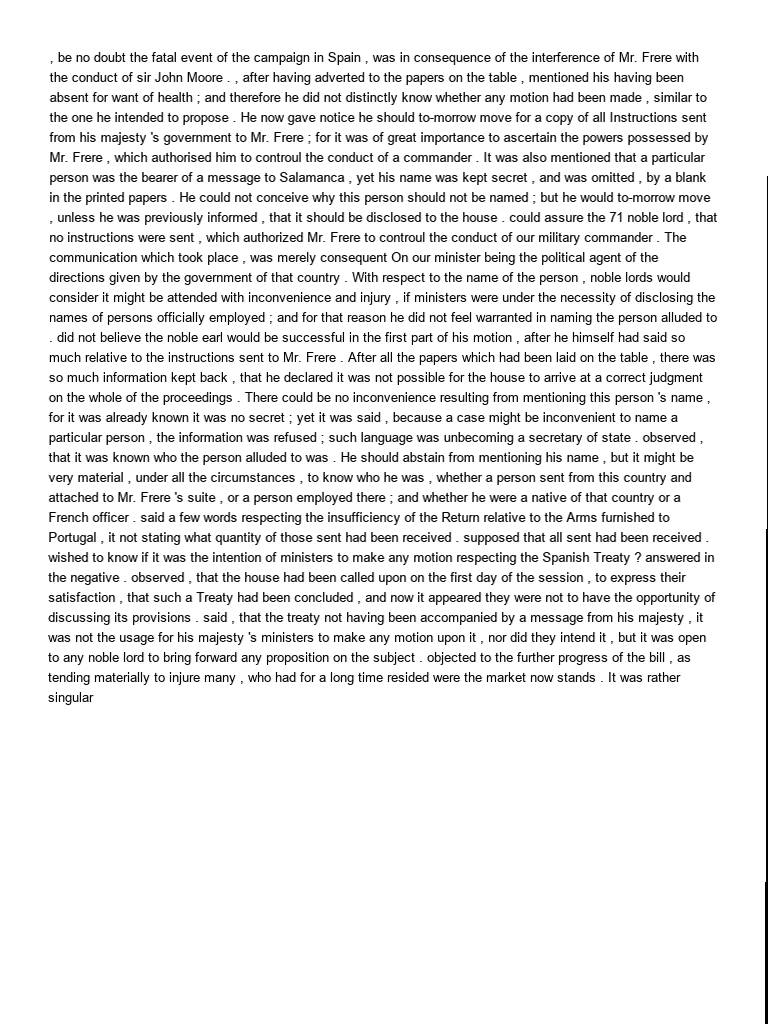 , be no doubt the fatal event of the campaign in Spain , was in consequence of the interference of Mr. Frere with
the conduct of sir John Moore . , after having adverted to the papers on the table , mentioned his having been
absent for want of health ; and therefore he did not distinctly know whether any motion had been made , similar to
the one he intended to propose . He now gave notice he should to-morrow move for a copy of all Instructions sent
from his majesty 's government to Mr. Frere ; for it was of great importance to ascertain the powers possessed by
Mr. Frere , which authorised him to controul the conduct of a commander . It was also mentioned that a particular
person was the bearer of a message to Salamanca , yet his name was kept secret , and was omitted , by a blank
in the printed papers . He could not conceive why this person should not be named ; but he would to-morrow move
, unless he was previously informed , that it should be disclosed to the house . could assure the 71 noble lord , that
no instructions were sent , which authorized Mr. Frere to controul the conduct of our military commander . The
communication which took place , was merely consequent On our minister being the political agent of the
directions given by the government of that country . With respect to the name of the person , noble lords would
consider it might be attended with inconvenience and injury , if ministers were under the necessity of disclosing the
names of persons officially employed ; and for that reason he did not feel warranted in naming the person alluded to
. did not believe the noble earl would be successful in the first part of his motion , after he himself had said so
much relative to the instructions sent to Mr. Frere . After all the papers which had been laid on the table , there was
so much information kept back , that he declared it was not possible for the house to arrive at a correct judgment
on the whole of the proceedings . There could be no inconvenience resulting from mentioning this person 's name ,
for it was already known it was no secret ; yet it was said , because a case might be inconvenient to name a
particular person , the information was refused ; such language was unbecoming a secretary of state . observed ,
that it was known who the person alluded to was . He should abstain from mentioning his name , but it might be
very material , under all the circumstances , to know who he was , whether a person sent from this country and
attached to Mr. Frere 's suite , or a person employed there ; and whether he were a native of that country or a
French officer . said a few words respecting the insufficiency of the Return relative to the Arms furnished to
Portugal , it not stating what quantity of those sent had been received . supposed that all sent had been received .
wished to know if it was the intention of ministers to make any motion respecting the Spanish Treaty ? answered in
the negative . observed , that the house had been called upon on the first day of the session , to express their
satisfaction , that such a Treaty had been concluded , and now it appeared they were not to have the opportunity of
discussing its provisions . said , that the treaty not having been accompanied by a message from his majesty , it
was not the usage for his majesty 's ministers to make any motion upon it , nor did they intend it , but it was open
to any noble lord to bring forward any proposition on the subject . objected to the further progress of the bill , as
tending materially to injure many , who had for a long time resided were the market now stands . It was rather
singular